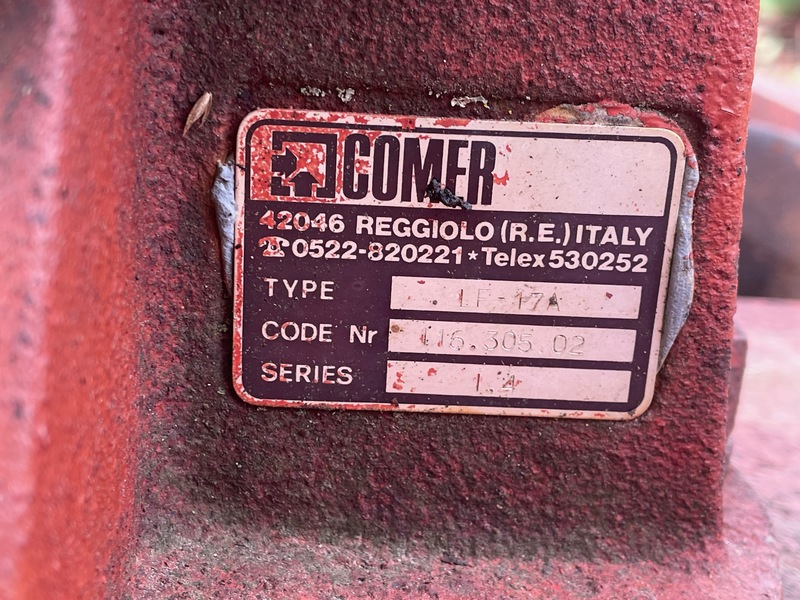 COMER
42046 REGGIOLO (R.E.) ITALY
☎ 0522-820221 * Telex 530252
TYPE LF-17A
CODE Nr 116.305 02
SERIES 1.4